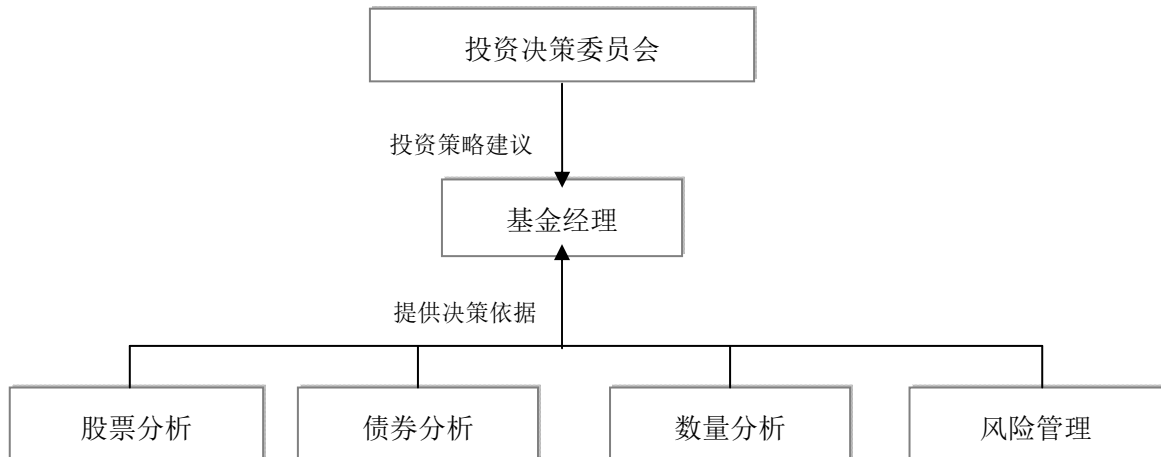 投资决策委员会
投资策略建议
基金经理
提供决策依据
股票分析
债券分析
数量分析
风险管理